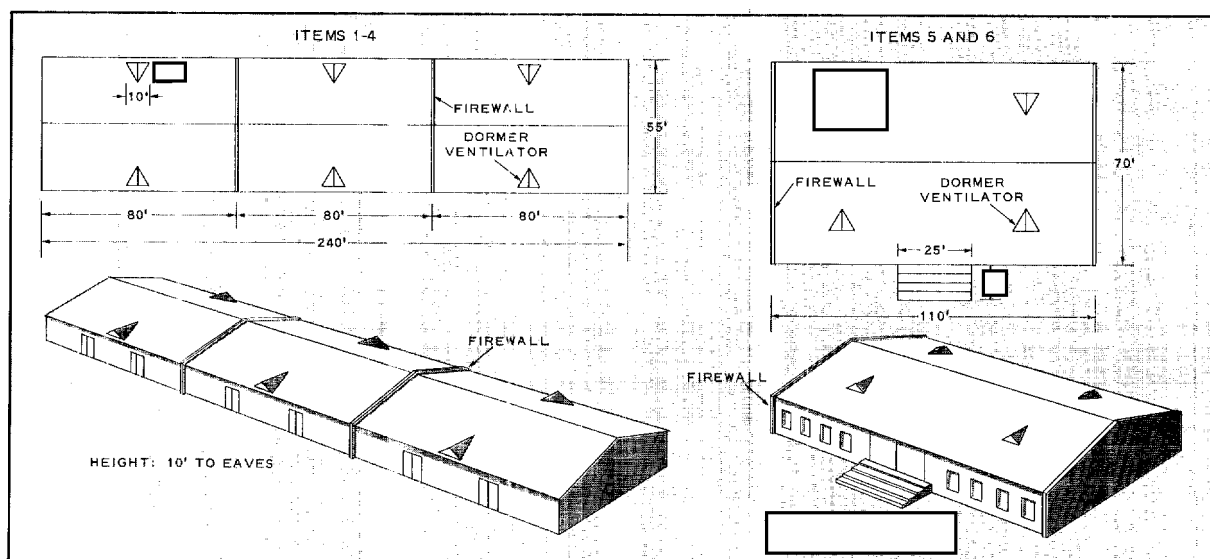 ITEMS 1-4
10'
FIREWALL
DORMER
VENTILATOR
55'
80'
80'
80'
240'
FIREWALL
HEIGHT: 10' TO EAVES
ITEMS 5 AND 6
FIREWALL
DORMER
VENTILATOR
70'
25'
110'
FIREWALL